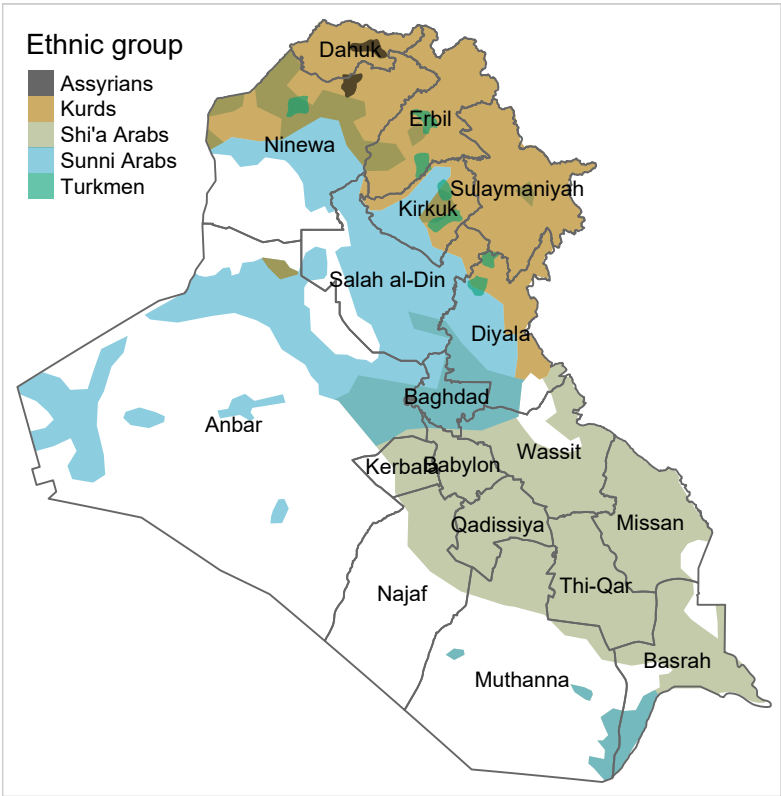 Ethnic group
Assyrians
Kurds
Shi'a Arabs
Sunni Arabs
Turkmen
Dahuk
Erbil
Ninewa
Sulaymaniyah
Kirkuk
Salah al-Din
Diyala
Baghdad
Anbar
Wassit
Kerbala
Babylon
Qadissiya
Missan
Thi-Qar
Najaf
Basrah
Muthanna